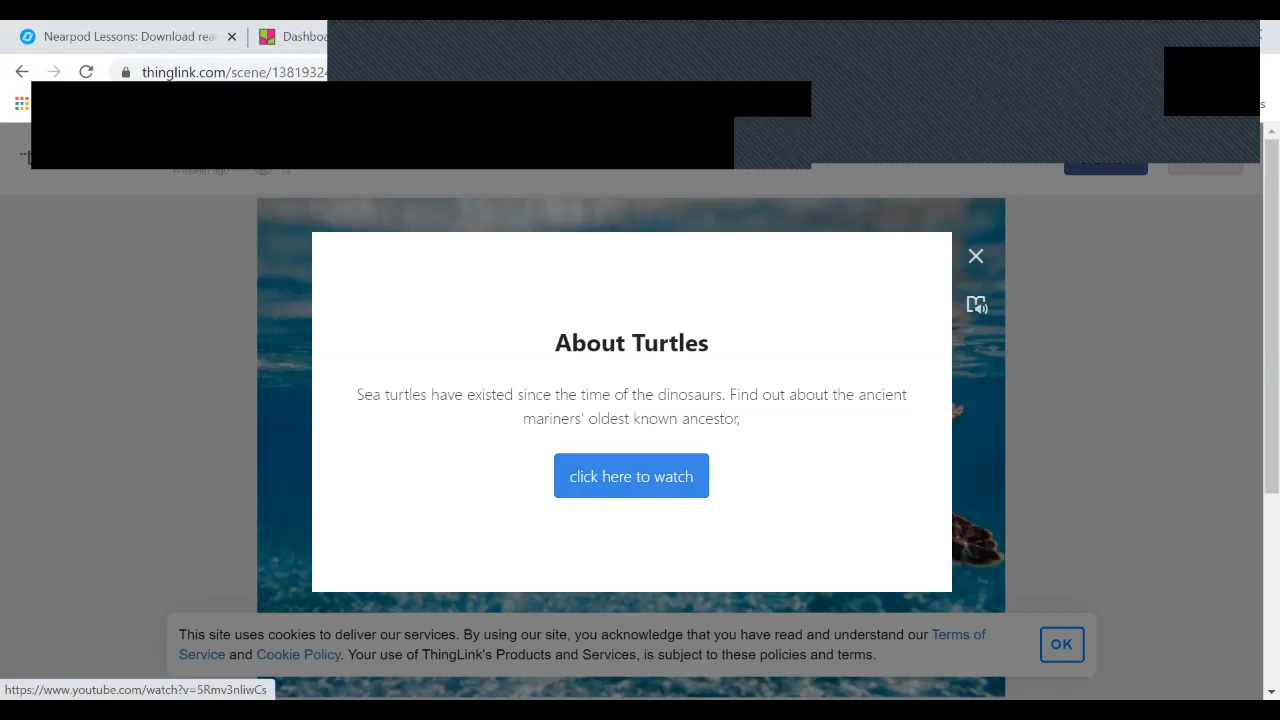 Nearpod Lessons: Download rea
Dashboa
thinglink.com/scene/13819324
s
A month ago
About Turtles
Sea turtles have existed since the time of the dinosaurs. Find out about the ancient
mariners' oldest known ancestor,
click here to watch
This site uses cookies to deliver our services. By using our site, you acknowledge that you have read and understand our Terms of
Service and Cookie Policy. Your use of ThingLink's Products and Services, is subject to these policies and terms.
OK
https://www.youtube.com/watch?v=5Rmv3nliwCs